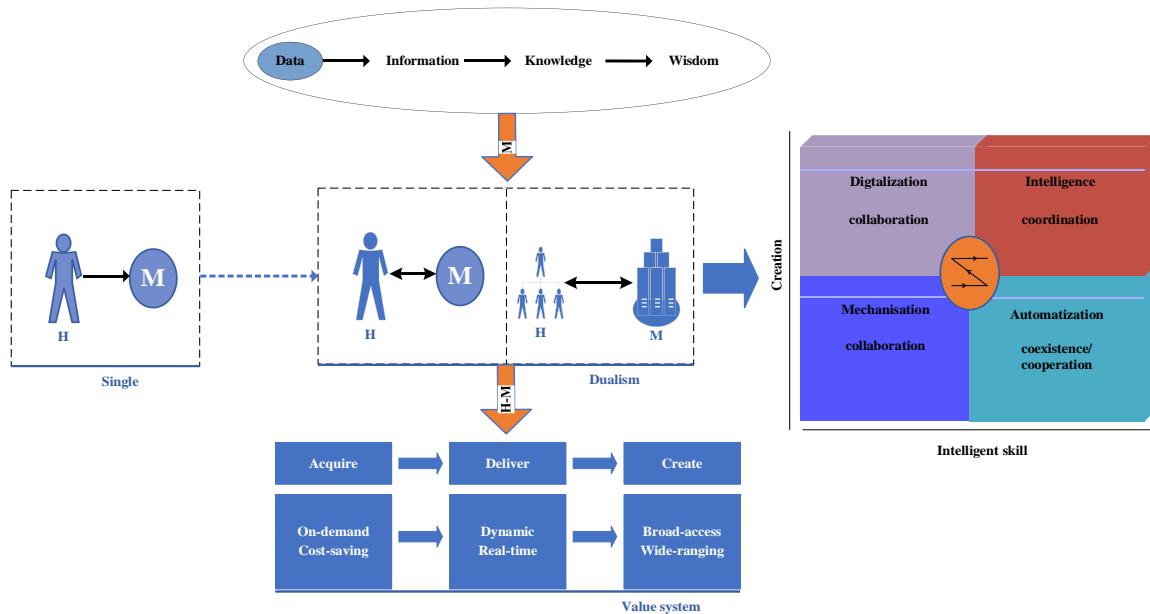 Data
Information
Knowledge
Wisdom
M
H
M
Single
H
M
H
M
Dualism
H-M
Acquire
Deliver
Create
On-demand
Cost-saving
Dynamic
Real-time
Broad-access
Wide-ranging
Value system
Creation
Digtalization
collaboration
Intelligence
coordination
Mechanisation
collaboration
Automatization
coexistence/
cooperation
Intelligent skill